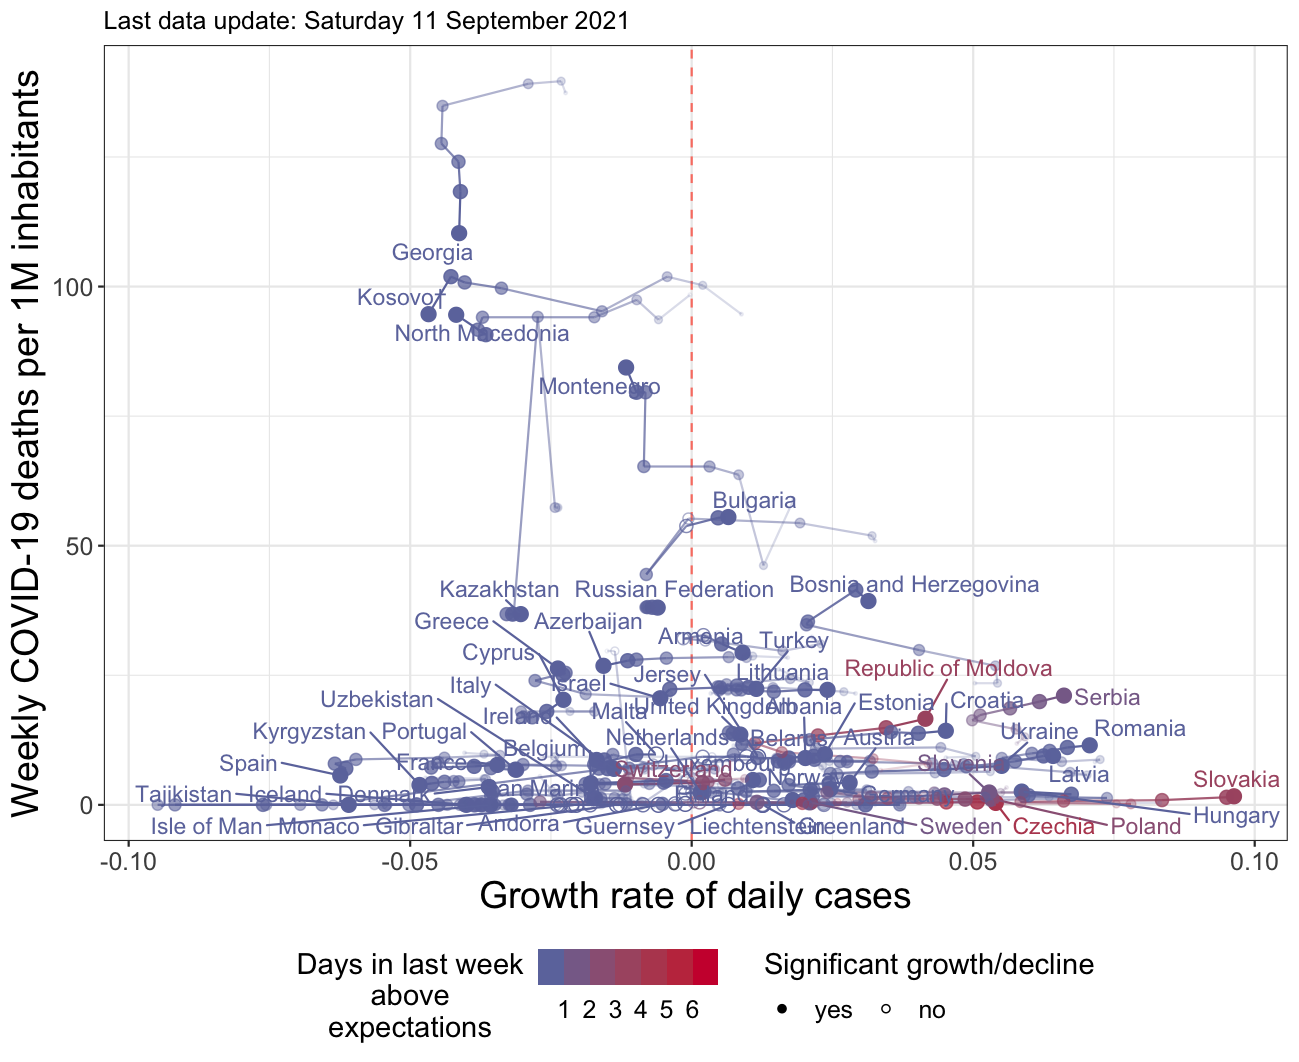 Last data update: Saturday 11 September 2021
Weekly COVID-19 deaths per 1M inhabitants
100
50
0
Georgia
Kosovo†
North Macedonia
Montenegro
Bulgaria
Kazakhstan
Russian Federation
Bosnia and Herzegovina
Greece
Azerbaijan
Armenia
Turkey
Cyprus
Republic of Moldova
Italy
Israel
Jersey
Lithuania
Uzbekistan
Ireland
Malta
United Kingdom
Albania
Estonia
Croatia
Serbia
Kyrgyzstan
Portugal
Netherlands
Belarus
Austria
Ukraine
Romania
Spain
France
Belgium
Luxembourg
Slovenia
Switzerland
Norway
Latvia
Slovakia
Tajikistan
Iceland
Denmark
San Marino
Hungary
Isle of Man
Monaco
Gibraltar
Andorra
Guernsey
Liechtenstein
Greenland
Sweden
Czechia
Poland
-0.10
-0.05
0.00
0.05
0.10
Growth rate of daily cases
Days in last week
above
expectations
1 2 3 4 5 6
Significant growth/decline
yes
no